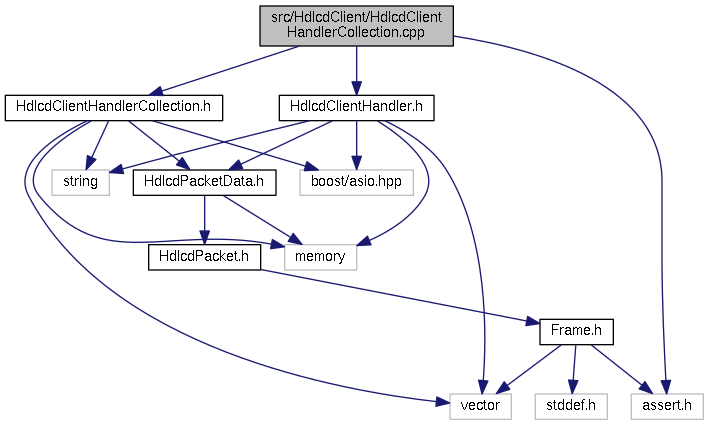 src/HdlcdClient/HdlcdClient
HandlerCollection.cpp
HdlcdClientHandlerCollection.h
HdlcdClientHandler.h
string
HdlcdPacketData.h
boost/asio.hpp
HdlcdPacket.h
memory
Frame.h
vector
stddef.h
assert.h